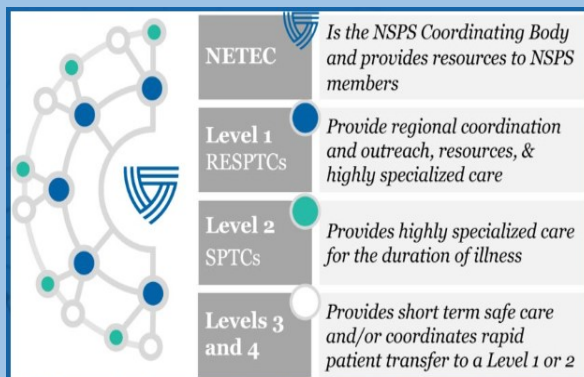 NETEC
Is the NSPS Coordinating Body
and provides resources to NSPS
members
Level 1
RESPTCs
Provide regional coordination
and outreach, resources, &
highly specialized care
Level 2
SPTCs
Provides highly specialized care
for the duration of illness
Levels 3
and 4
Provides short term safe care
and/or coordinates rapid
patient transfer to a Level 1 or 2